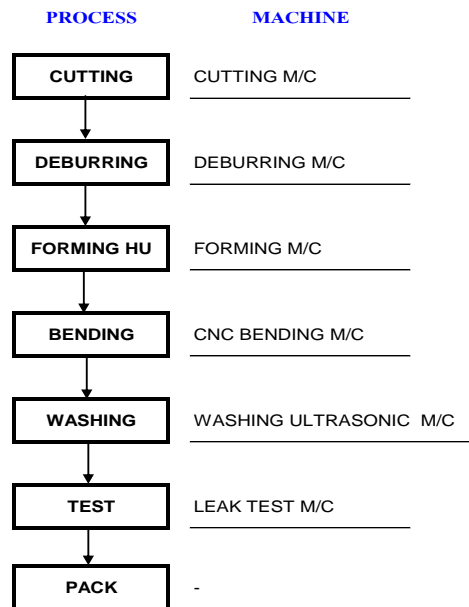 PROCESS MACHINE
CUTTING CUTTING M/C
DEBURRING DEBURRING M/C
FORMING HU FORMING M/C
BENDING CNC BENDING M/C
WASHING WASHING ULTRASONIC M/C
TEST LEAK TEST M/C
PACK -